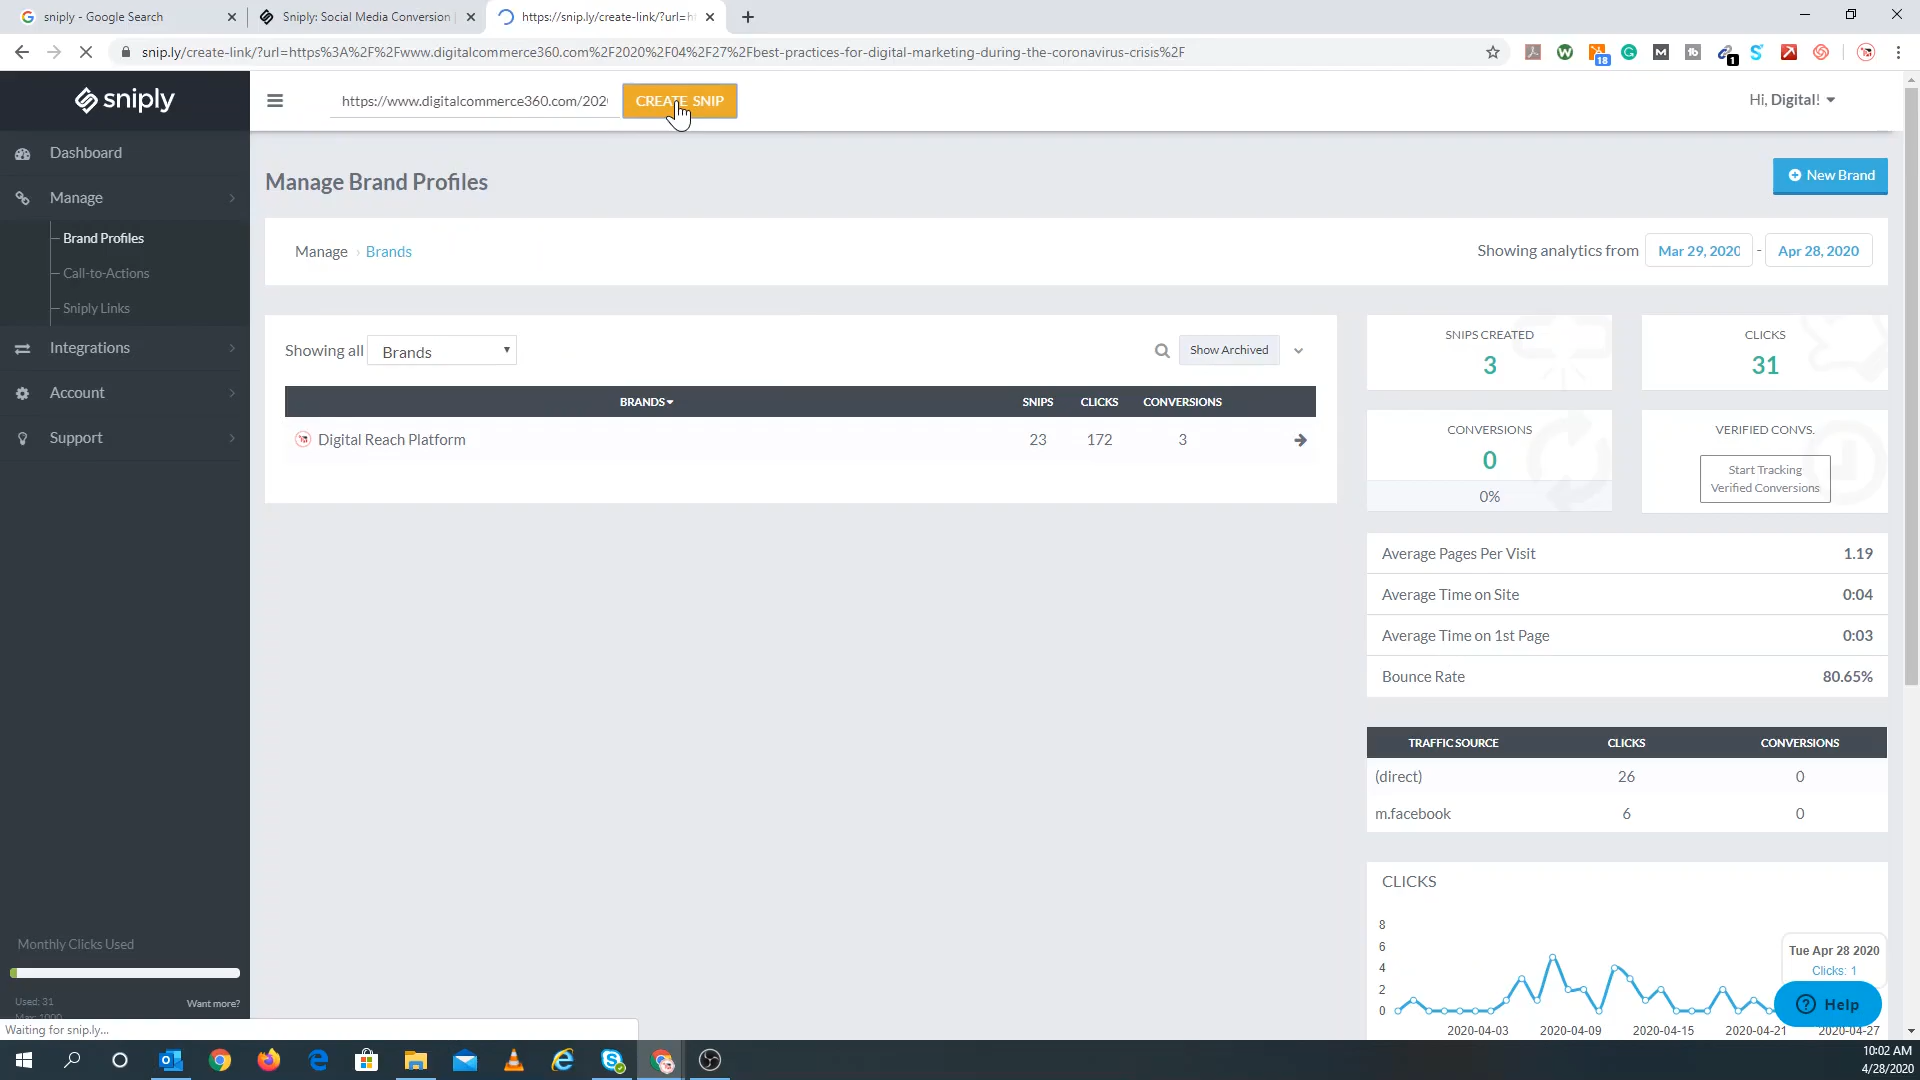 sniply - Google Search
Sniply: Social Media Conversion
https://snip.ly/create-link/?url=h
snip.ly/create-link/?url=https%3A%2F%2Fwww.digitalcommerce360.com%2F2020%2F04%2F27%2Fbest-practices-for-digital-marketing-during-the-coronavirus-crisis%2F
18
1
sniply
https://www.digitalcommerce360.com/202
CREATE SNIP
Hi, Digital!
Dashboard
Manage
Brand Profiles
Call-to-Actions
Sniply Links
Integrations
Account
Support
Manage Brand Profiles
New Brand
Manage › Brands
Showing analytics from Mar 29, 2020 - Apr 28, 2020
Showing all Brands
Show Archived
BRANDS SNIPS CLICKS CONVERSIONS
Digital Reach Platform 23 172 3
SNIPS CREATED
3
CLICKS
31
CONVERSIONS
0
0%
VERIFIED CONVS.
Start Tracking
Verified Conversions
Average Pages Per Visit 1.19
Average Time on Site 0:04
Average Time on 1st Page 0:03
Bounce Rate 80.65%
TRAFFIC SOURCE CLICKS CONVERSIONS
(direct) 26 0
m.facebook 6 0
CLICKS
8
6
4
2
0
Tue Apr 28 2020
Clicks: 1
Help
2020-04-03 2020-04-09 2020-04-15 2020-04-21 2020-04-27
Monthly Clicks Used
Used: 31
Want more?
Max: 1000
Waiting for snip.ly...
10:02 AM
4/28/2020